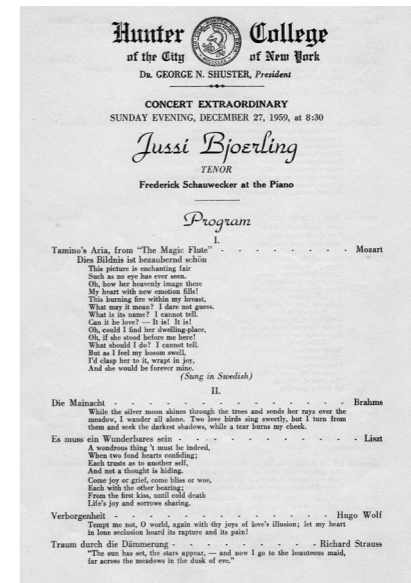 Hunter College
of the City of New York
DR. GEORGE N. SHUSTER, President
CONCERT EXTRAORDINARY
SUNDAY EVENING, DECEMBER 27, 1959, at 8:30
Jussi Bjoerling
TENOR
Frederick Schauwecker at the Piano
Program
I.
Tamino's Aria, from "The Magic Flute" - - - - - - - Mozart
Dies Bildnis ist bezaubernd schön
This picture is enchanting fair
Such as no eye has ever seen.
Oh, how her heavenly image there
My heart with new emotion fills!
This burning fire within my breast,
What may it mean? I dare not guess.
What is its name? I cannot tell.
Can it be love? — It is! It is!
Oh, could I find her dwelling-place,
Oh, if she stood before me here!
What should I do? I cannot tell.
But as I feel my bosom swell,
I'd clasp her to it, wrapt in joy,
And she would be forever mine.
(Sung in Swedish)
II.
Die Mainacht - - - - - - - - - - - Brahms
While the silver moon shines through the trees and sends her rays over the
meadow, I wander all alone. Two love birds sing sweetly, but I turn from
them and seek the darkest shadows, while a tear burns my cheek.
Es muss ein Wunderbares sein - - - - - - - - - Liszt
A wondrous thing 't must be indeed,
When two fond hearts confiding;
Each trusts as to another self,
And not a thought is hiding.
Come joy or grief, come bliss or woe,
Each with the other bearing;
From the first kiss, until cold death
Life's joy and sorrows sharing.
Verborgenheit - - - - - - - - - - Hugo Wolf
Tempt me not, O world, again with thy joys of love's illusion; let my heart
in lone seclusion hoard its rapture and its pain!
Traum durch die Dämmerung - - - - - - - Richard Strauss
"The sun has set, the stars appear, — and now I go to the beauteous maid,
far across the meadows in the dusk of eve."